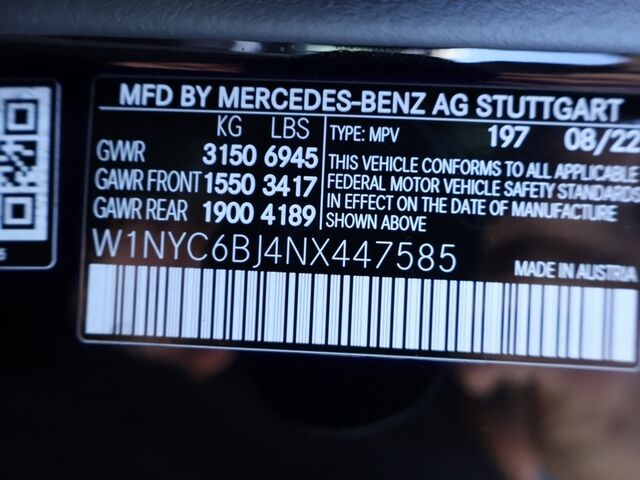 MFD BY MERCEDES-BENZ AG STUTTGART
KG LBS TYPE: MPV 197 08/22
GVWR 3150 6945 THIS VEHICLE CONFORMS TO ALL APPLICABLE
GAWR FRONT 1550 3417 FEDERAL MOTOR VEHICLE SAFETY STANDARDS
GAWR REAR 1900 4189 IN EFFECT ON THE DATE OF MANUFACTURE
SHOWN ABOVE
W1NYC6BJ4NX447585 MADE IN AUSTRIA